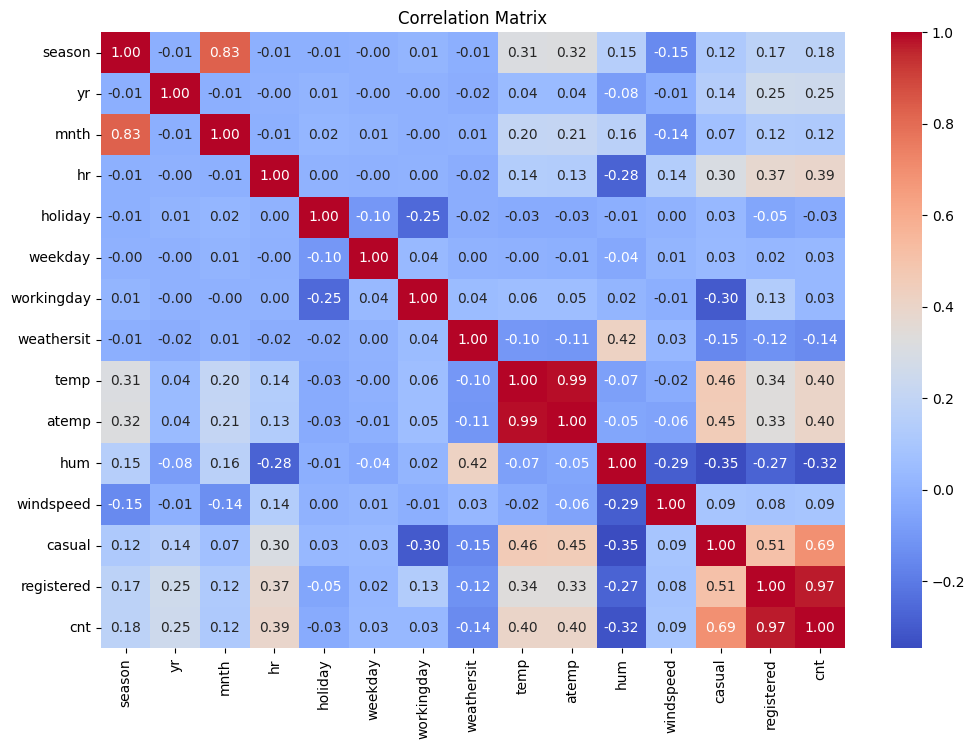 Correlation Matrix
season 1.00 -0.01 0.83 -0.01 -0.01 -0.00 0.01 -0.01 0.31 0.32 0.15 -0.15 0.12 0.17 0.18
yr -0.01 1.00 -0.01 -0.00 0.01 -0.00 -0.00 -0.02 0.04 0.04 -0.08 -0.01 0.14 0.25 0.25
mnth 0.83 -0.01 1.00 -0.01 0.02 0.01 -0.00 0.01 0.20 0.21 0.16 -0.14 0.07 0.12 0.12
hr -0.01 -0.00 -0.01 1.00 0.00 -0.00 0.00 -0.02 0.14 0.13 -0.28 0.14 0.30 0.37 0.39
holiday -0.01 0.01 0.02 0.00 1.00 -0.10 -0.25 -0.02 -0.03 -0.03 -0.01 0.00 0.03 -0.05 -0.03
weekday -0.00 -0.00 0.01 -0.00 -0.10 1.00 0.04 0.00 -0.00 -0.01 -0.04 0.01 0.03 0.02 0.03
workingday 0.01 -0.00 -0.00 0.00 -0.25 0.04 1.00 0.04 0.06 0.05 0.02 -0.01 -0.30 0.13 0.03
weathersit -0.01 -0.02 0.01 -0.02 -0.02 0.00 0.04 1.00 -0.10 -0.11 0.42 0.03 -0.15 -0.12 -0.14
temp 0.31 0.04 0.20 0.14 -0.03 -0.00 0.06 -0.10 1.00 0.99 -0.07 -0.02 0.46 0.34 0.40
atemp 0.32 0.04 0.21 0.13 -0.03 -0.01 0.05 -0.11 0.99 1.00 -0.05 -0.06 0.45 0.33 0.40
hum 0.15 -0.08 0.16 -0.28 -0.01 -0.04 0.02 0.42 -0.07 -0.05 1.00 -0.29 -0.35 -0.27 -0.32
windspeed -0.15 -0.01 -0.14 0.14 0.00 0.01 -0.01 0.03 -0.02 -0.06 -0.29 1.00 0.09 0.08 0.09
casual 0.12 0.14 0.07 0.30 0.03 0.03 -0.30 -0.15 0.46 0.45 -0.35 0.09 1.00 0.51 0.69
registered 0.17 0.25 0.12 0.37 -0.05 0.02 0.13 -0.12 0.34 0.33 -0.27 0.08 0.51 1.00 0.97
cnt 0.18 0.25 0.12 0.39 -0.03 0.03 0.03 -0.14 0.40 0.40 -0.32 0.09 0.69 0.97 1.00
season yr mnth hr holiday weekday workingday weathersit temp atemp hum windspeed casual registered cnt
1.0
0.8
0.6
0.4
0.2
0.0
−0.2